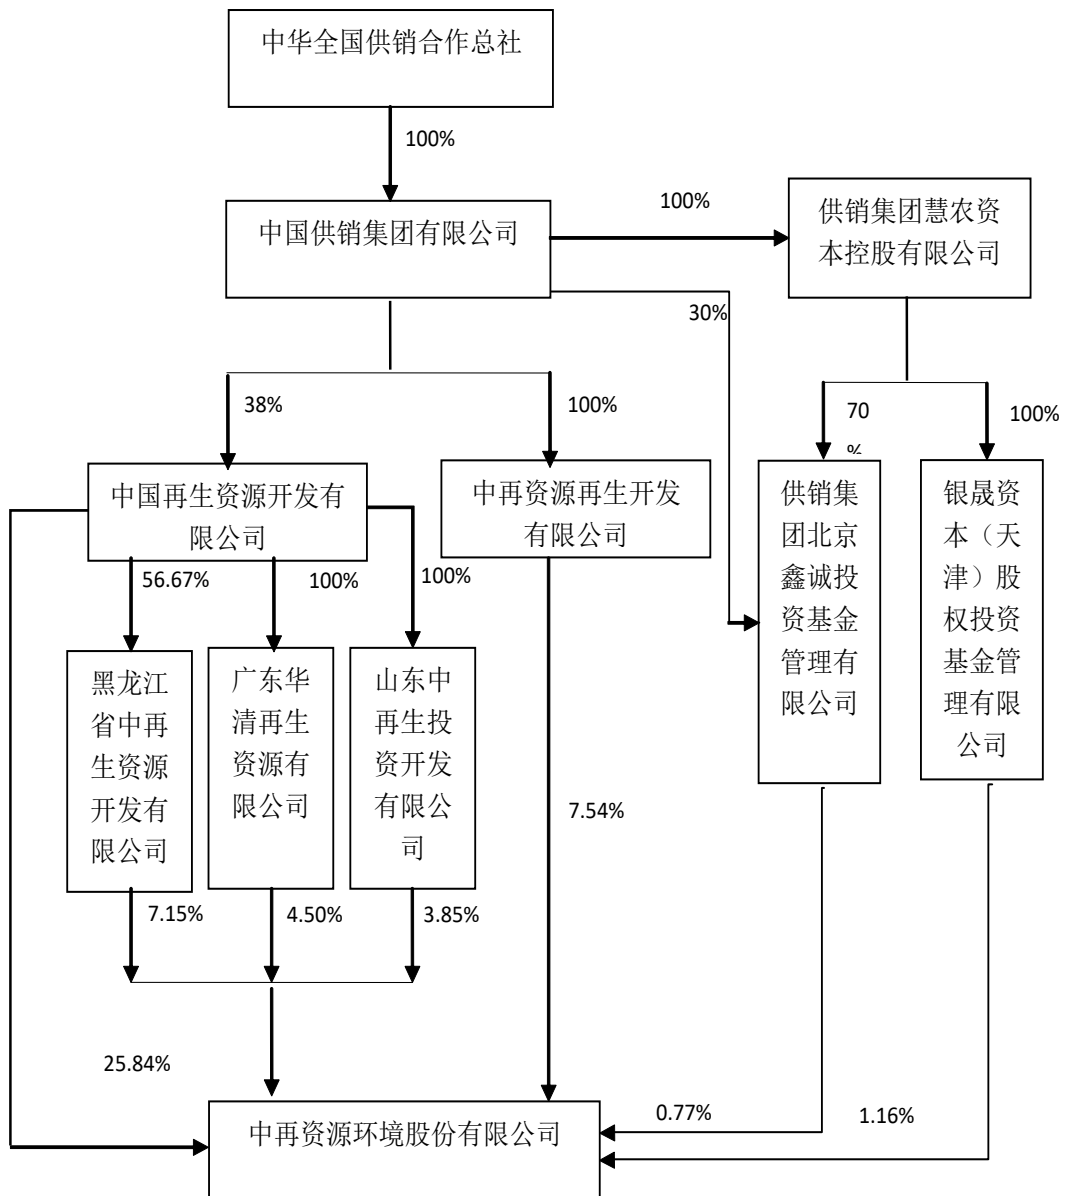 中华全国供销合作总社
100%
中国供销集团有限公司
100%
供销集团慧农资
本控股有限公司
30%
38%
100%
70
%
100%
中国再生资源开发有
限公司
中再资源再生开发
有限公司
供销集
团北京
鑫诚投
资基金
管理有
限公司
银晟资
本（天
津）股
权投资
基金管
理有限
公司
56.67%
100%
100%
黑龙江
省中再
生资源
开发有
限公司
广东华
清再生
资源有
限公司
山东中
再生投
资开发
有限公
司
7.54%
7.15%
4.50%
3.85%
25.84%
0.77%
1.16%
中再资源环境股份有限公司